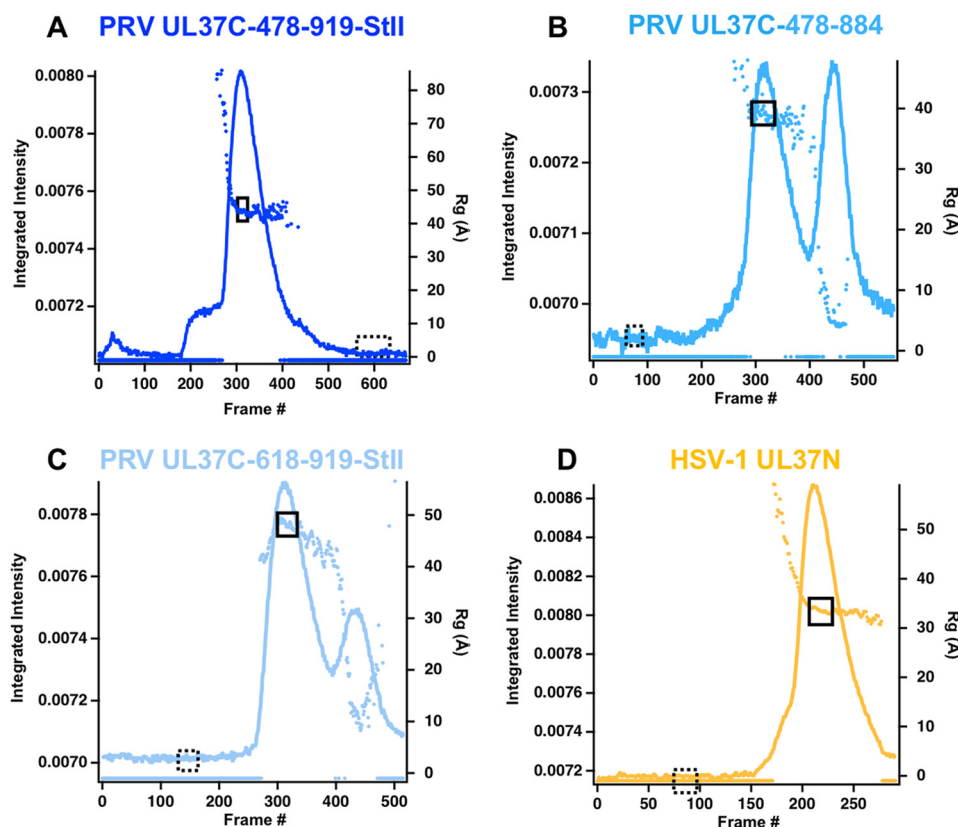 A PRV UL37C-478-919-StII
0.0080
0.0078
0.0076
0.0074
0.0072
Integrated Intensity
80
70
60
50
40
30
20
10
0
Rg (Å)
0 100 200 300 400 500 600
Frame #
B PRV UL37C-478-884
0.0073
0.0072
0.0071
0.0070
Integrated Intensity
40
30
20
10
0
Rg (Å)
0 100 200 300 400 500
Frame #
C PRV UL37C-618-919-StII
0.0078
0.0076
0.0074
0.0072
0.0070
Integrated Intensity
50
40
30
20
10
0
Rg (Å)
0 100 200 300 400 500
Frame #
D HSV-1 UL37N
0.0086
0.0084
0.0082
0.0080
0.0078
0.0076
0.0074
0.0072
Integrated Intensity
50
40
30
20
10
0
Rg (Å)
0 50 100 150 200 250
Frame #